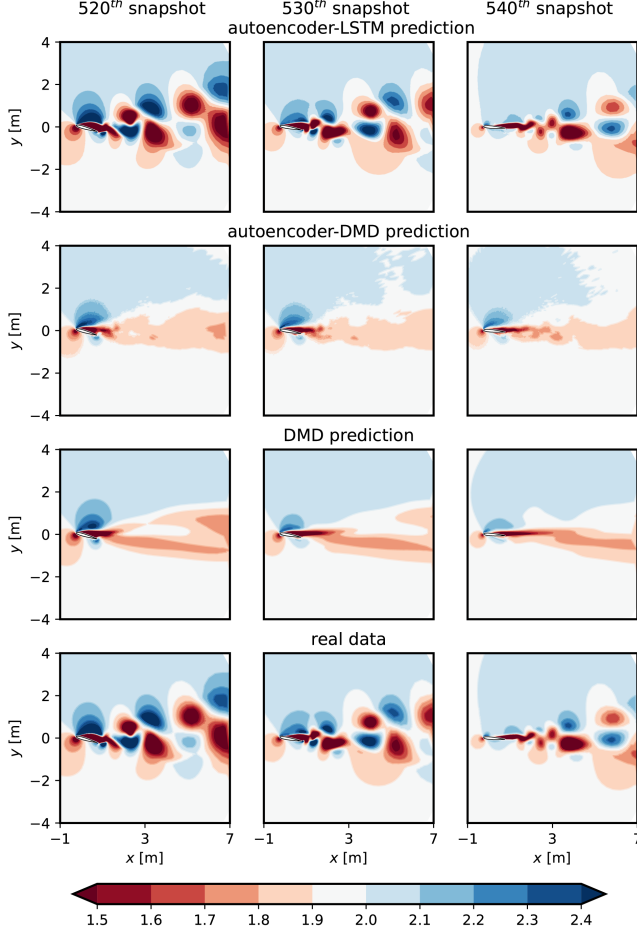 520th snapshot 530th snapshot 540th snapshot
autoencoder-LSTM prediction
4
2
0
−2
−4
y [m]
autoencoder-DMD prediction
4
2
0
−2
−4
y [m]
DMD prediction
4
2
0
−2
−4
y [m]
real data
4
2
0
−2
−4
y [m]
−1 3 7 −1 3 7 −1 3 7
x [m] x [m] x [m]
1.5 1.6 1.7 1.8 1.9 2.0 2.1 2.2 2.3 2.4